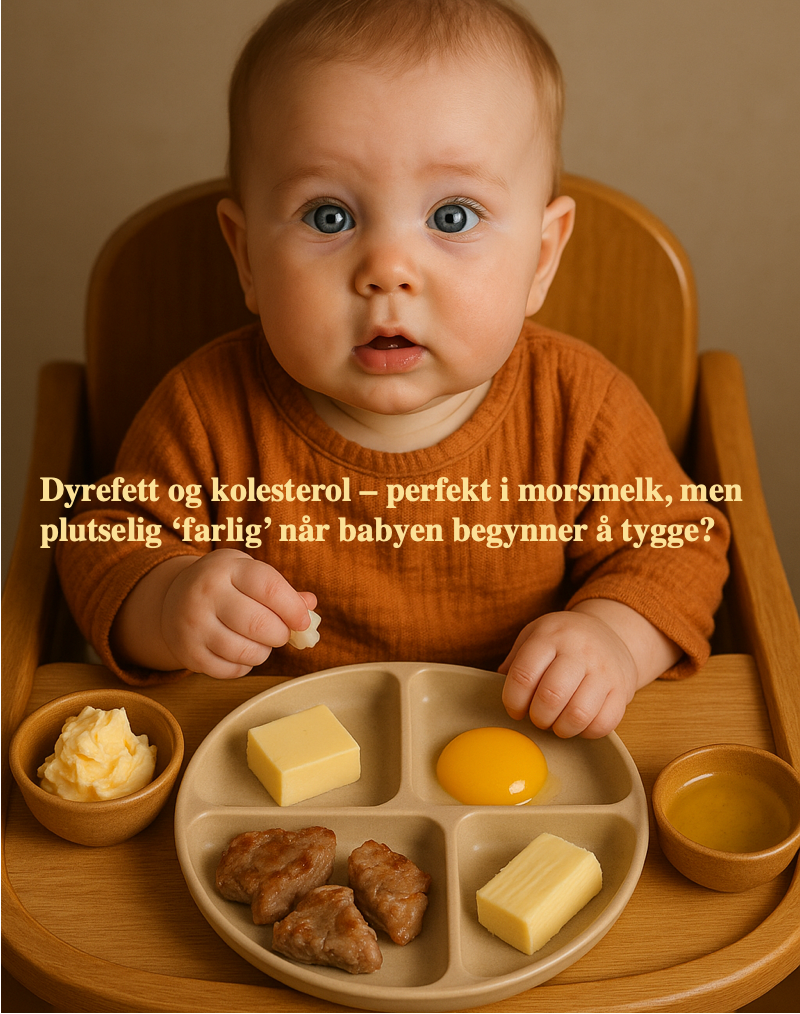 Dyrefett og kolesterol – perfekt i morsmelk, men
plutselig ‘farlig’ når babyen begynner å tygge?